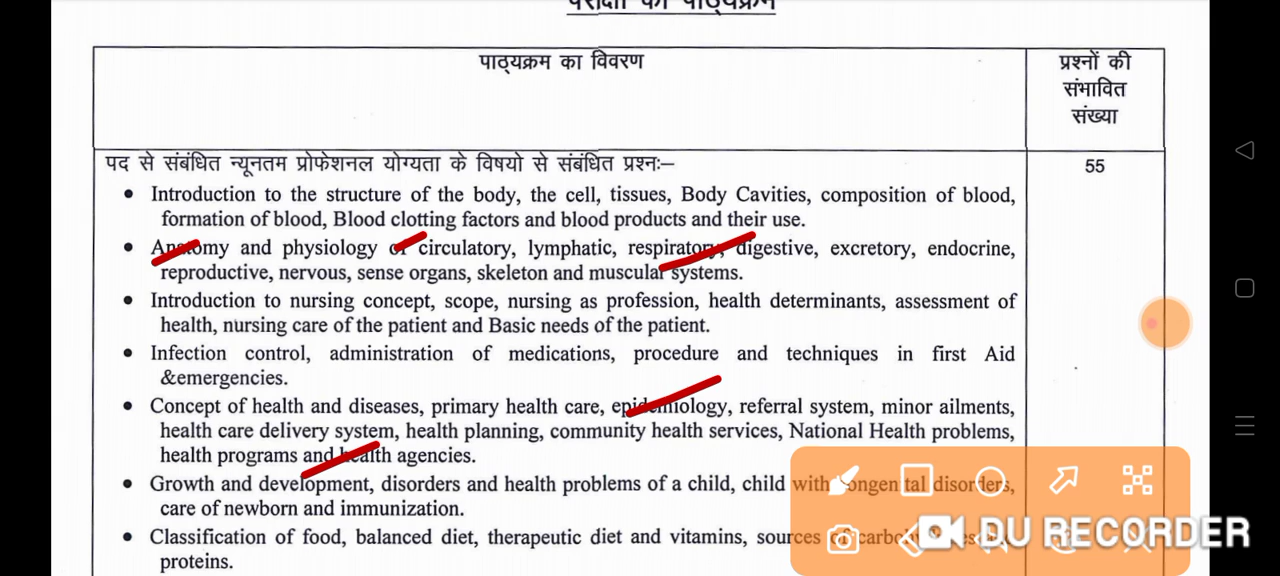 परीक्षा का पाठ्यक्रम
पाठ्यक्रम का विवरण
प्रश्नों की
संभावित
संख्या
पद से संबंधित न्यूनतम प्रोफेशनल योग्यता के विषयो से संबंधित प्रश्नः–
55
• Introduction to the structure of the body, the cell, tissues, Body Cavities, composition of blood,
formation of blood, Blood clotting factors and blood products and their use.
• Anatomy and physiology of circulatory, lymphatic, respiratory, digestive, excretory, endocrine,
reproductive, nervous, sense organs, skeleton and muscular systems.
• Introduction to nursing concept, scope, nursing as profession, health determinants, assessment of
health, nursing care of the patient and Basic needs of the patient.
• Infection control, administration of medications, procedure and techniques in first Aid
&emergencies.
• Concept of health and diseases, primary health care, epidemiology, referral system, minor ailments,
health care delivery system, health planning, community health services, National Health problems,
health programs and health agencies.
• Growth and development, disorders and health problems of a child, child with congenital disorders,
care of newborn and immunization.
• Classification of food, balanced diet, therapeutic diet and vitamins, sources of
proteins.
DU RECORDER